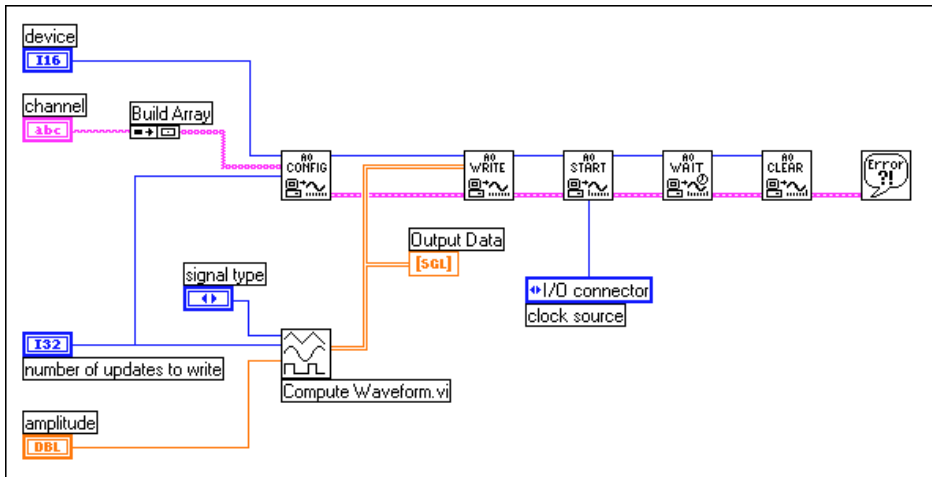 device
I16
channel
abc
Build Array
AO
CONFIG
AO
WRITE
AO
START
AO
WAIT
AO
CLEAR
Error
?!
Output Data
[SGL]
signal type
I/O connector
clock source
I32
number of updates to write
Compute Waveform.vi
amplitude
DBL